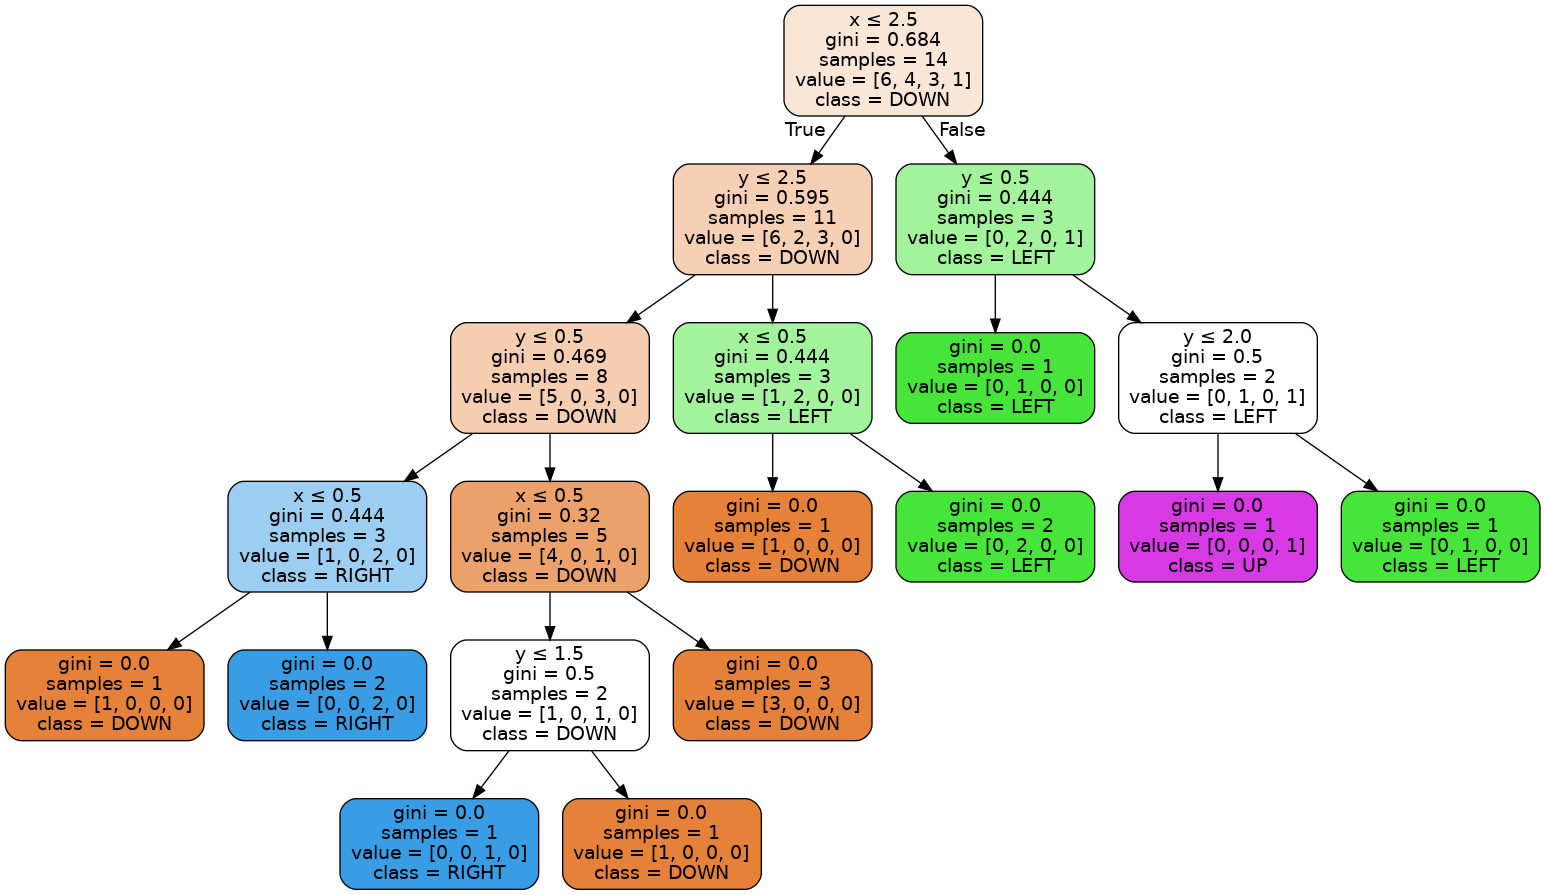 x ≤ 2.5
gini = 0.684
samples = 14
value = [6, 4, 3, 1]
class = DOWN
True
False
y ≤ 2.5
gini = 0.595
samples = 11
value = [6, 2, 3, 0]
class = DOWN
y ≤ 0.5
gini = 0.444
samples = 3
value = [0, 2, 0, 1]
class = LEFT
y ≤ 0.5
gini = 0.469
samples = 8
value = [5, 0, 3, 0]
class = DOWN
x ≤ 0.5
gini = 0.444
samples = 3
value = [1, 2, 0, 0]
class = LEFT
gini = 0.0
samples = 1
value = [0, 1, 0, 0]
class = LEFT
y ≤ 2.0
gini = 0.5
samples = 2
value = [0, 1, 0, 1]
class = LEFT
x ≤ 0.5
gini = 0.444
samples = 3
value = [1, 0, 2, 0]
class = RIGHT
x ≤ 0.5
gini = 0.32
samples = 5
value = [4, 0, 1, 0]
class = DOWN
gini = 0.0
samples = 1
value = [1, 0, 0, 0]
class = DOWN
gini = 0.0
samples = 2
value = [0, 2, 0, 0]
class = LEFT
gini = 0.0
samples = 1
value = [0, 0, 0, 1]
class = UP
gini = 0.0
samples = 1
value = [0, 1, 0, 0]
class = LEFT
gini = 0.0
samples = 1
value = [1, 0, 0, 0]
class = DOWN
gini = 0.0
samples = 2
value = [0, 0, 2, 0]
class = RIGHT
y ≤ 1.5
gini = 0.5
samples = 2
value = [1, 0, 1, 0]
class = DOWN
gini = 0.0
samples = 3
value = [3, 0, 0, 0]
class = DOWN
gini = 0.0
samples = 1
value = [0, 0, 1, 0]
class = RIGHT
gini = 0.0
samples = 1
value = [1, 0, 0, 0]
class = DOWN